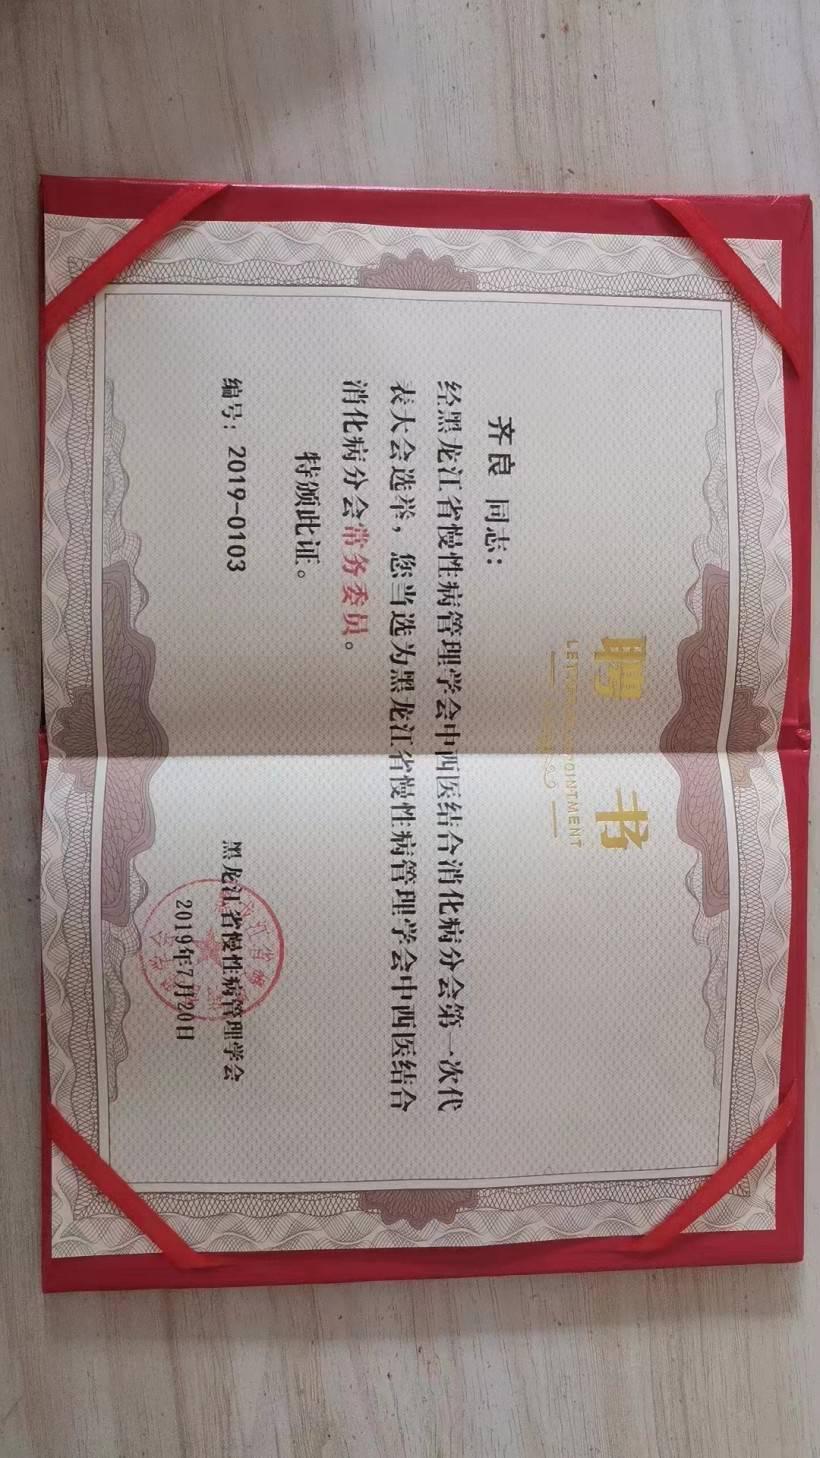 聘 书
LETTER OF APPOINTMENT
齐良 同志：
经黑龙江省慢性病管理学会中西医结合消化病分会第一次代
表大会选举，您当选为黑龙江省慢性病管理学会中西医结合
消化病分会常务委员。
特颁此证。
编号：2019-0103
黑龙江省慢性病管理学会
2019年7月20日